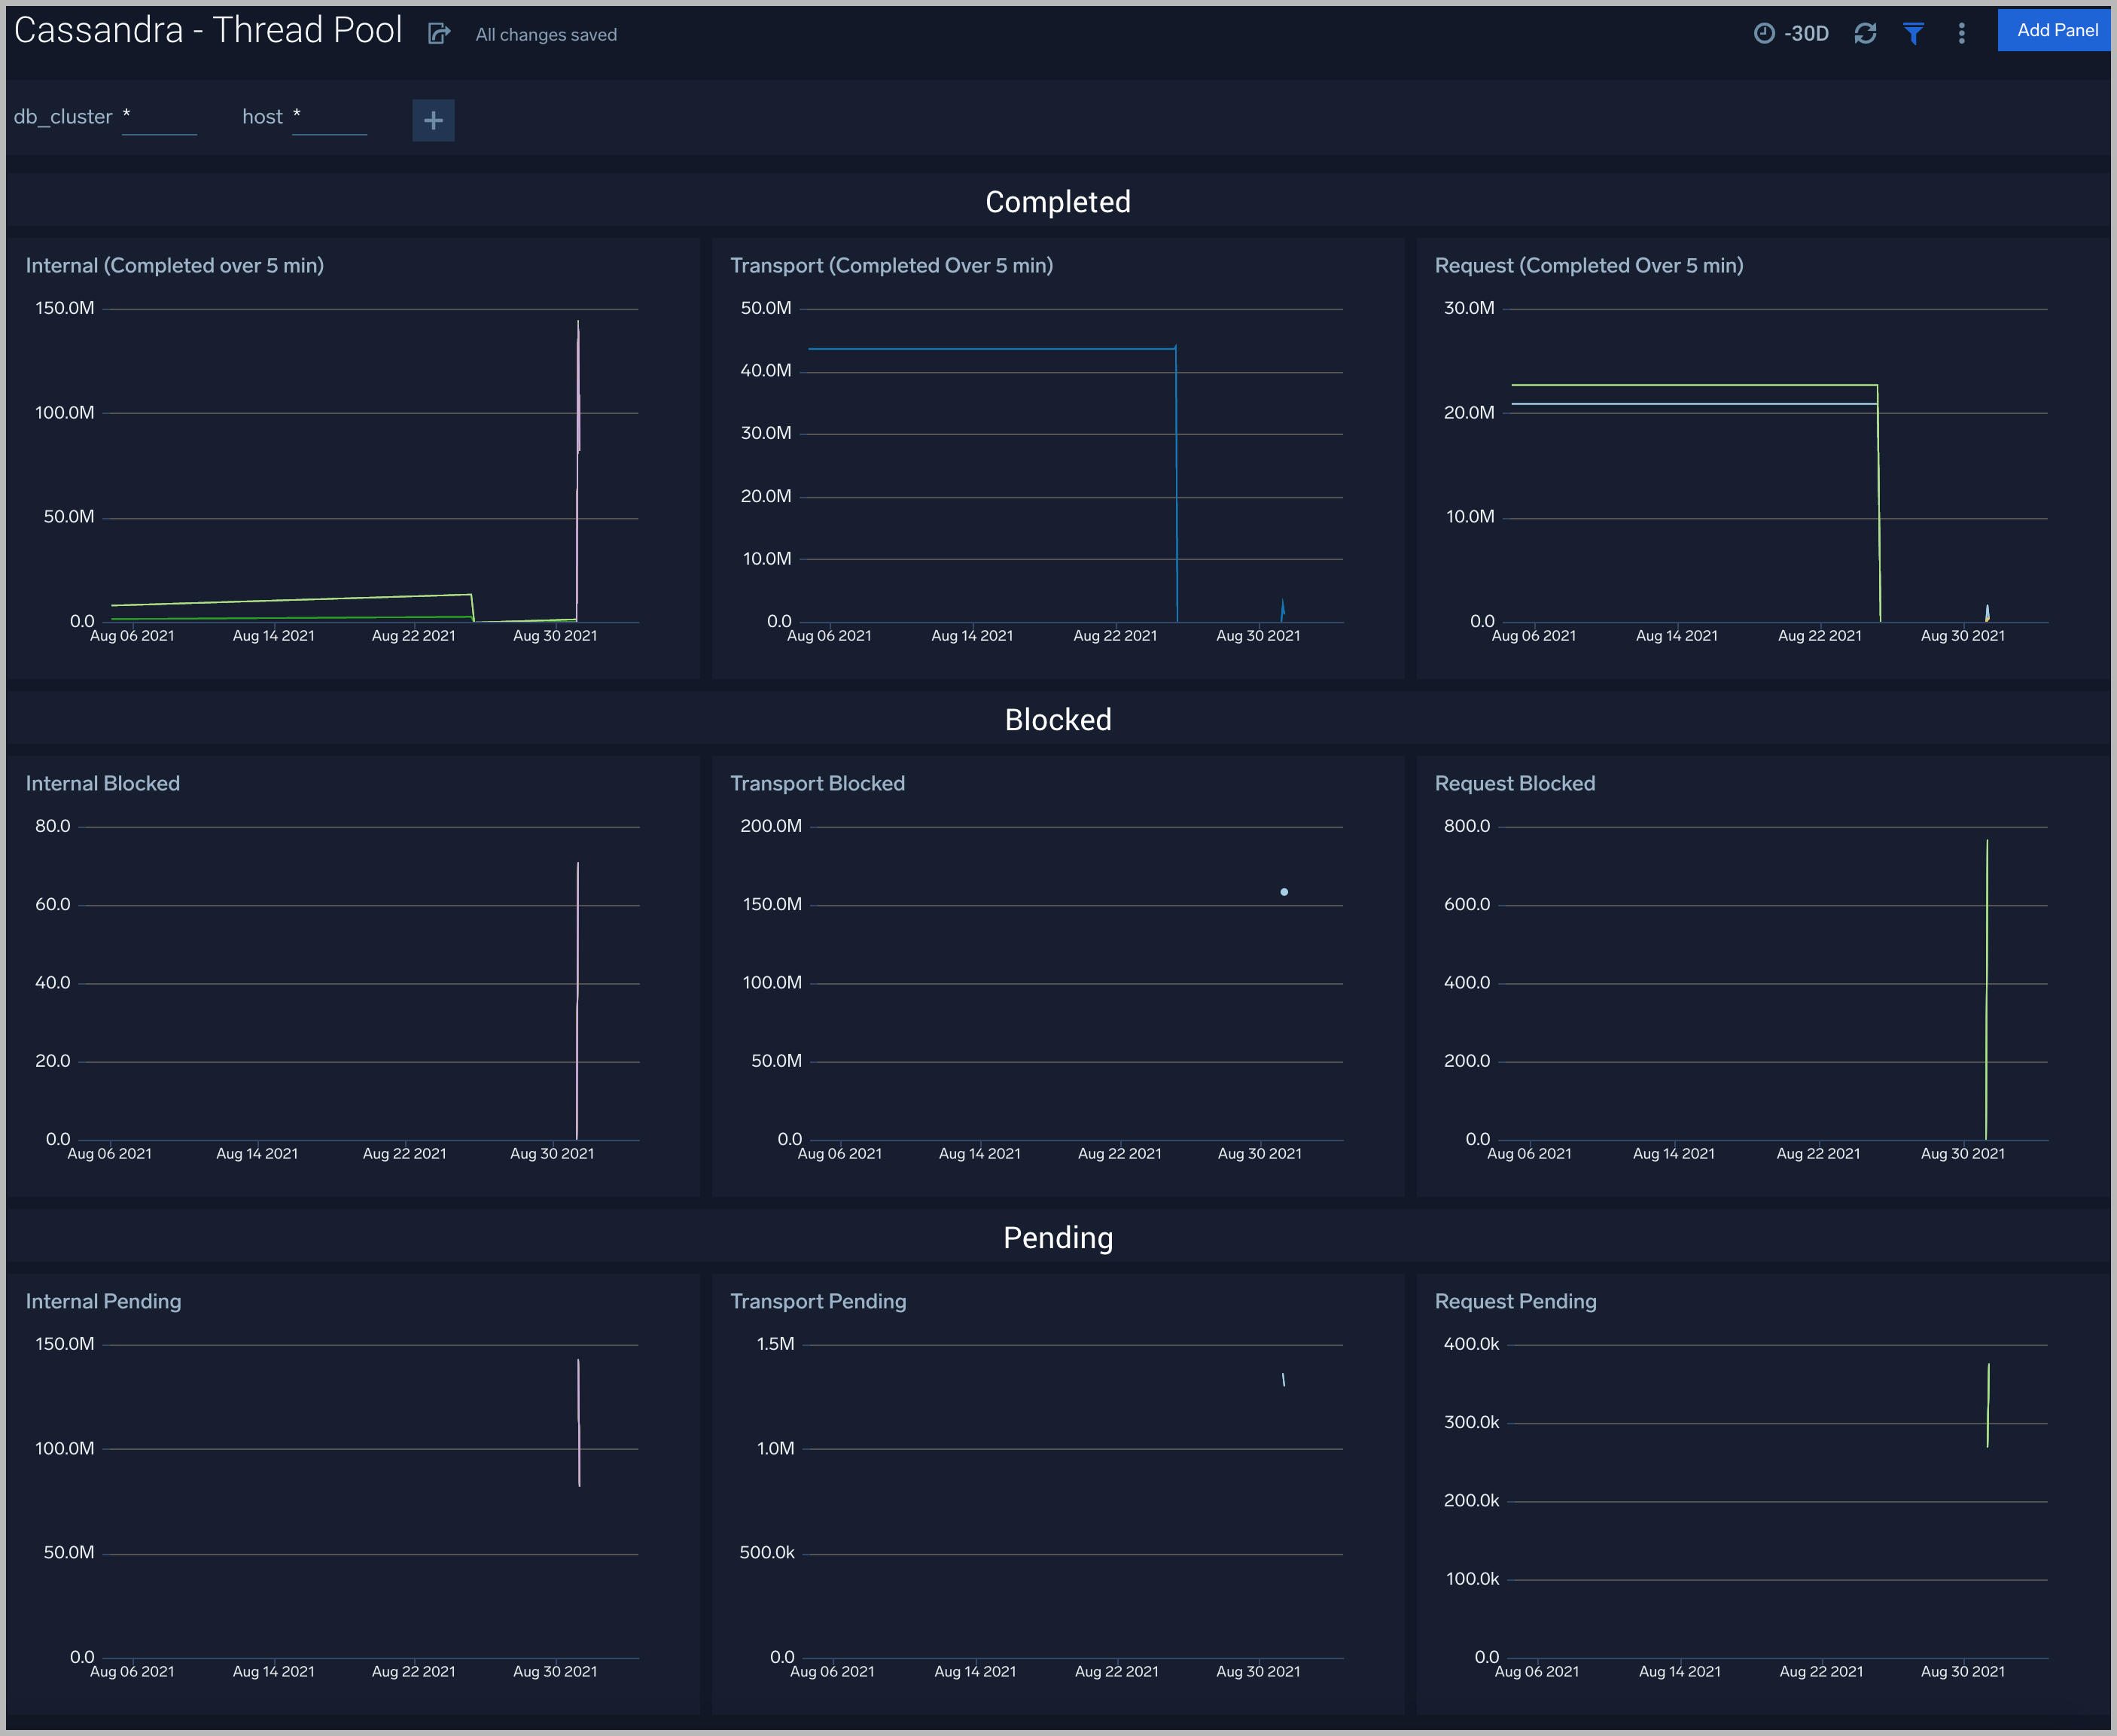 Cassandra - Thread Pool All changes saved -30D Add Panel
db_cluster * host * +
Completed
Internal (Completed over 5 min)
150.0M
100.0M
50.0M
0.0
Aug 06 2021 Aug 14 2021 Aug 22 2021 Aug 30 2021
Transport (Completed Over 5 min)
50.0M
40.0M
30.0M
20.0M
10.0M
0.0
Aug 06 2021 Aug 14 2021 Aug 22 2021 Aug 30 2021
Request (Completed Over 5 min)
30.0M
20.0M
10.0M
0.0
Aug 06 2021 Aug 14 2021 Aug 22 2021 Aug 30 2021
Blocked
Internal Blocked
80.0
60.0
40.0
20.0
0.0
Aug 06 2021 Aug 14 2021 Aug 22 2021 Aug 30 2021
Transport Blocked
200.0M
150.0M
100.0M
50.0M
0.0
Aug 06 2021 Aug 14 2021 Aug 22 2021 Aug 30 2021
Request Blocked
800.0
600.0
400.0
200.0
0.0
Aug 06 2021 Aug 14 2021 Aug 22 2021 Aug 30 2021
Pending
Internal Pending
150.0M
100.0M
50.0M
0.0
Aug 06 2021 Aug 14 2021 Aug 22 2021 Aug 30 2021
Transport Pending
1.5M
1.0M
500.0k
0.0
Aug 06 2021 Aug 14 2021 Aug 22 2021 Aug 30 2021
Request Pending
400.0k
300.0k
200.0k
100.0k
0.0
Aug 06 2021 Aug 14 2021 Aug 22 2021 Aug 30 2021